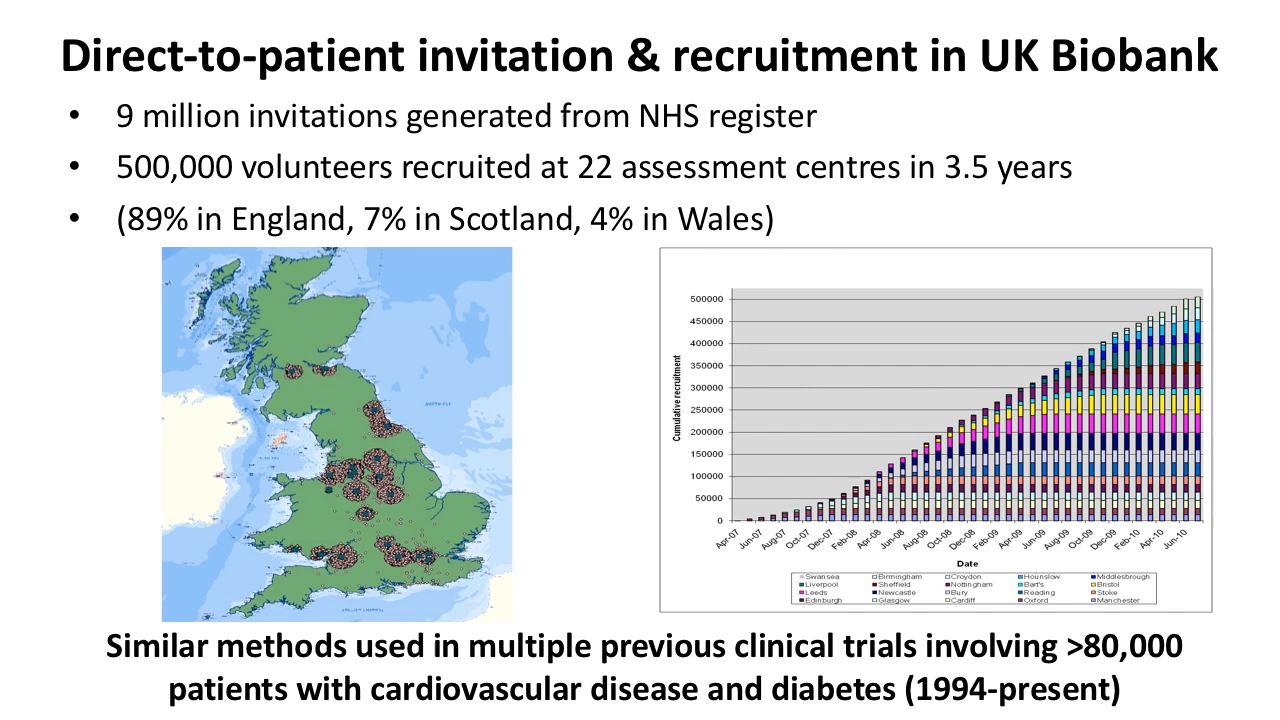 Direct-to-patient invitation & recruitment in UK Biobank
• 9 million invitations generated from NHS register
• 500,000 volunteers recruited at 22 assessment centres in 3.5 years
• (89% in England, 7% in Scotland, 4% in Wales)
Cumulative recruitment
500000
450000
400000
350000
300000
250000
200000
150000
100000
50000
0
Apr-07 Jun-07 Aug-07 Oct-07 Dec-07 Feb-08 Apr-08 Jun-08 Aug-08 Oct-08 Dec-08 Feb-09 Apr-09 Jun-09 Aug-09 Oct-09 Dec-09 Feb-10 Apr-10 Jun-10
Date
Swansea Birmingham Croydon Hounslow Middlesbrough
Liverpool Sheffield Nottingham Bart's Bristol
Leeds Newcastle Bury Reading Stoke
Edinburgh Glasgow Cardiff Oxford Manchester
Similar methods used in multiple previous clinical trials involving >80,000
patients with cardiovascular disease and diabetes (1994-present)